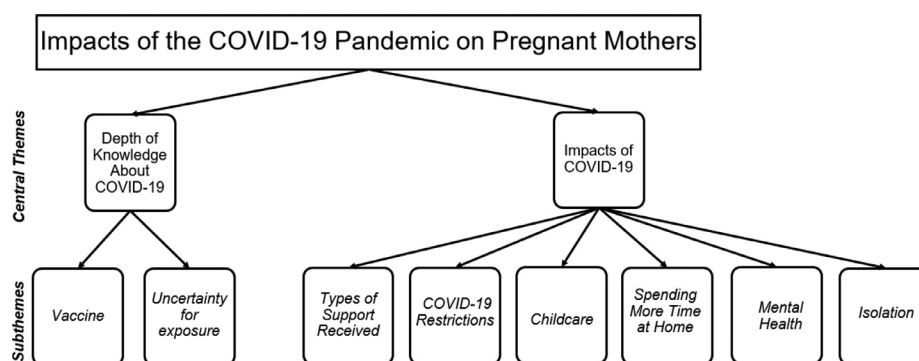 Impacts of the COVID-19 Pandemic on Pregnant Mothers
Central Themes
Depth of
Knowledge
About
COVID-19
Impacts of
COVID-19
Subthemes
Vaccine
Uncertainty
for
exposure
Types of
Support
Received
COVID-19
Restrictions
Childcare
Spending
More Time
at Home
Mental
Health
Isolation